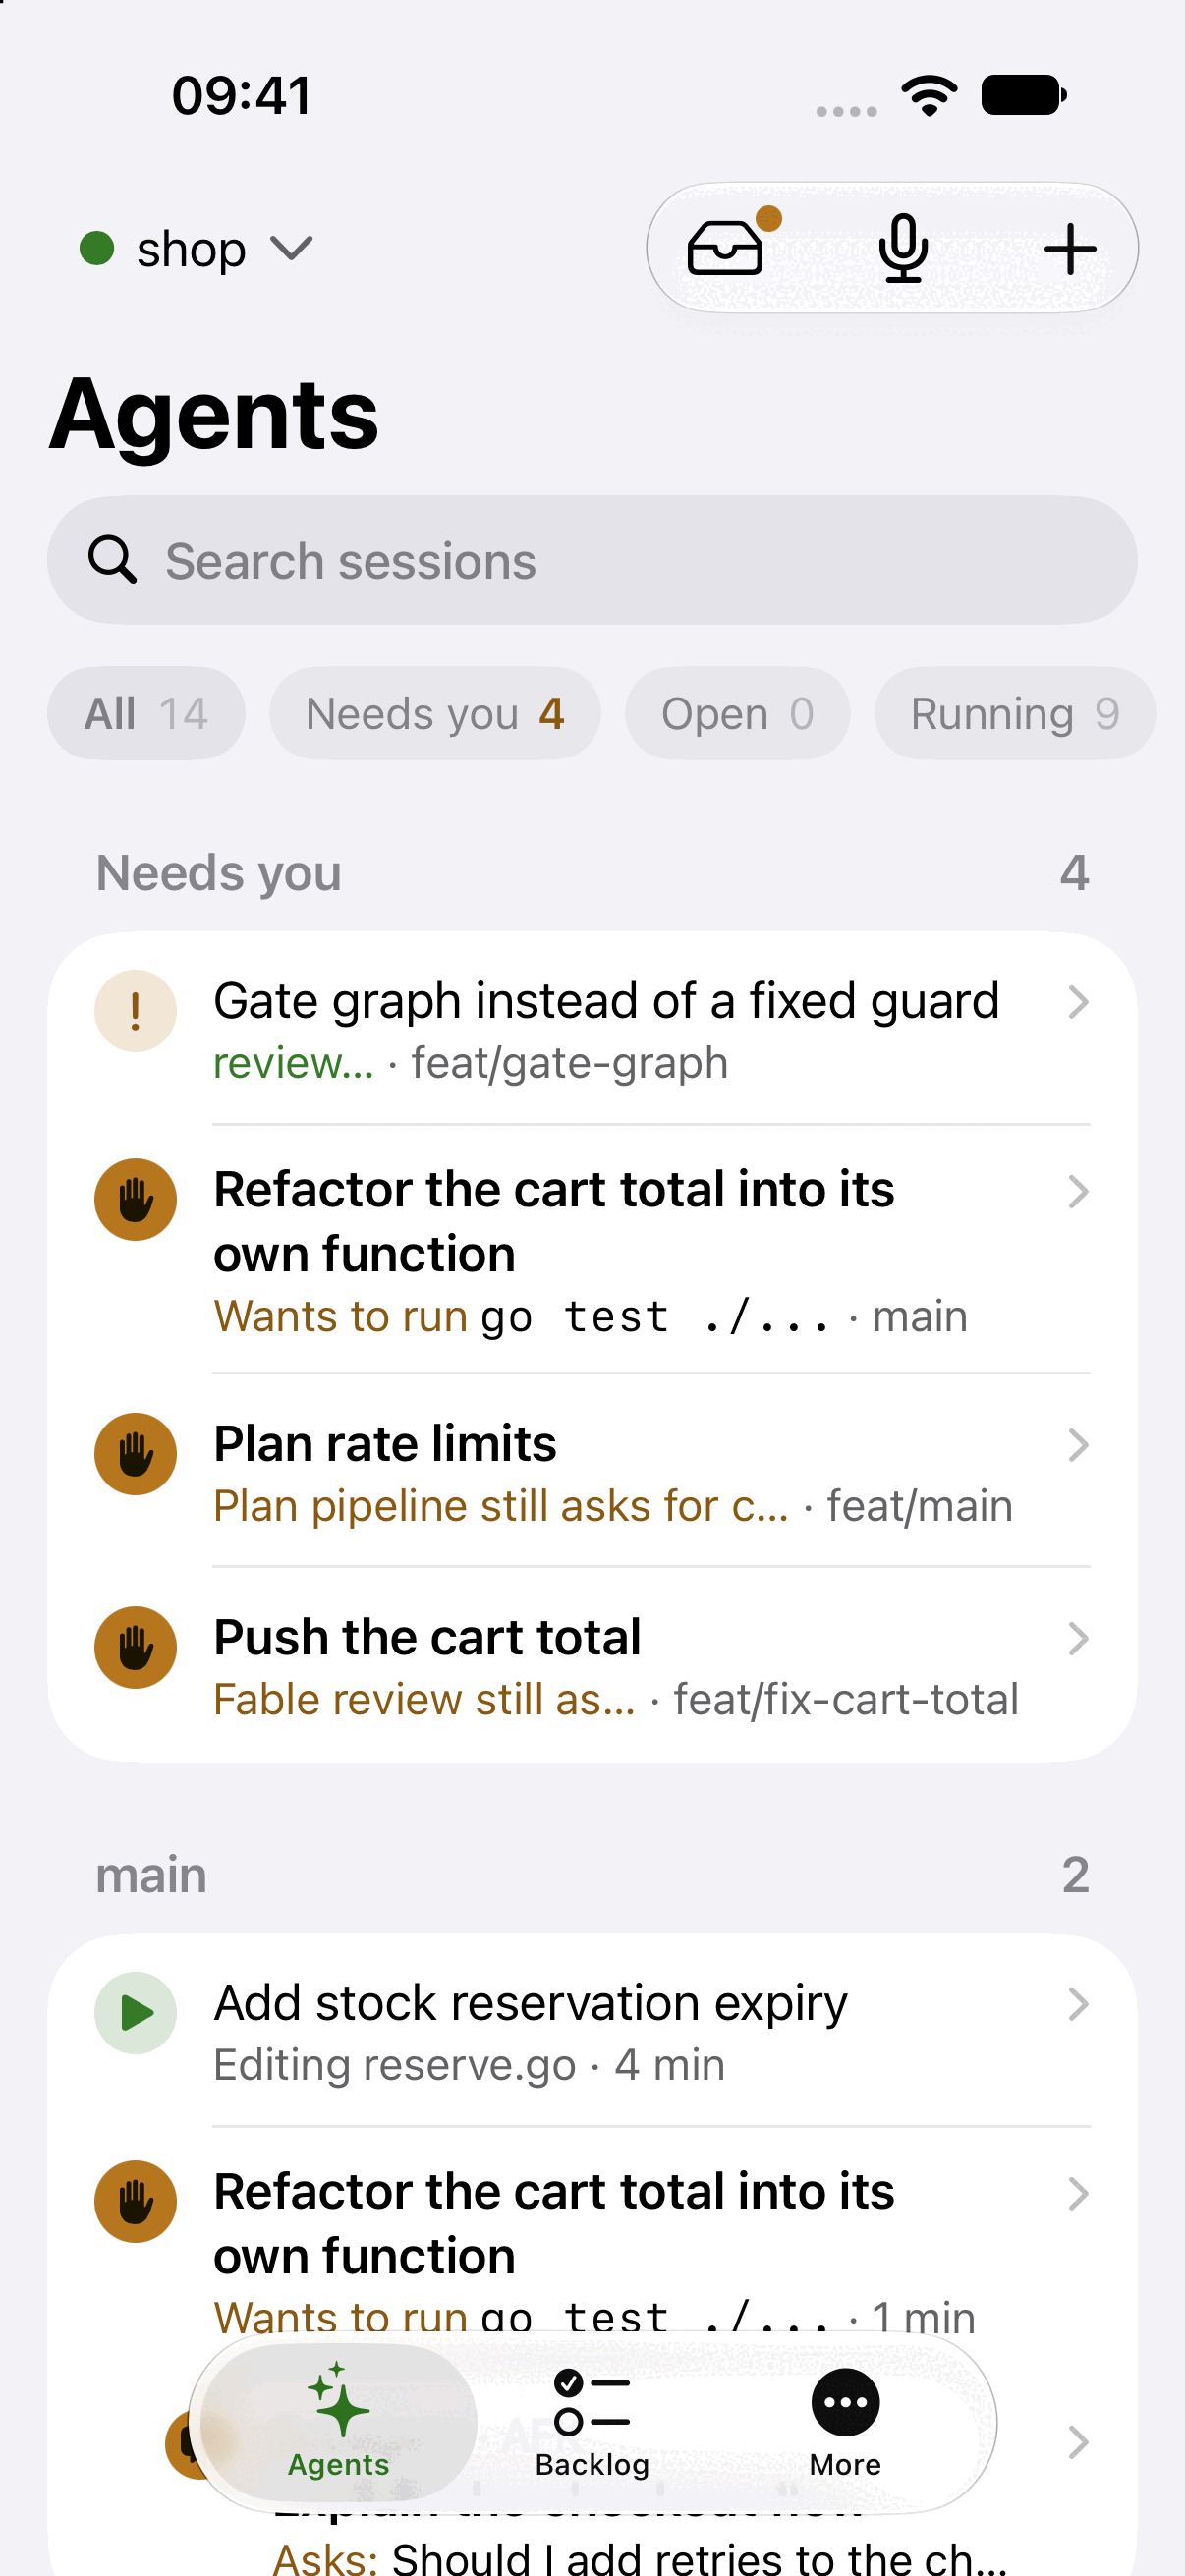 09:41
shop
Agents
Search sessions
All 14
Needs you 4
Open 0
Running 9
Needs you 4
!
Gate graph instead of a fixed guard
review... · feat/gate-graph
Refactor the cart total into its
own function
Wants to run go test ./... · main
Plan rate limits
Plan pipeline still asks for c... · feat/main
Push the cart total
Fable review still as... · feat/fix-cart-total
main 2
Add stock reservation expiry
Editing reserve.go · 4 min
Refactor the cart total into its
own function
Wants to run go test ./... · 1 min
Agents
Backlog
More
Explain the checkout flow
Asks: Should I add retries to the ch...